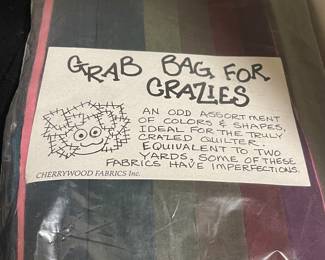 GRAB BAG FOR
CRAZIES
AN ODD ASSORTMENT
OF COLORS & SHAPES,
IDEAL FOR THE TRULY
CRAZED QUILTER.
EQUIVALENT TO TWO
YARDS, SOME OF THESE
FABRICS HAVE IMPERFECTIONS.
CHERRYWOOD FABRICS Inc.